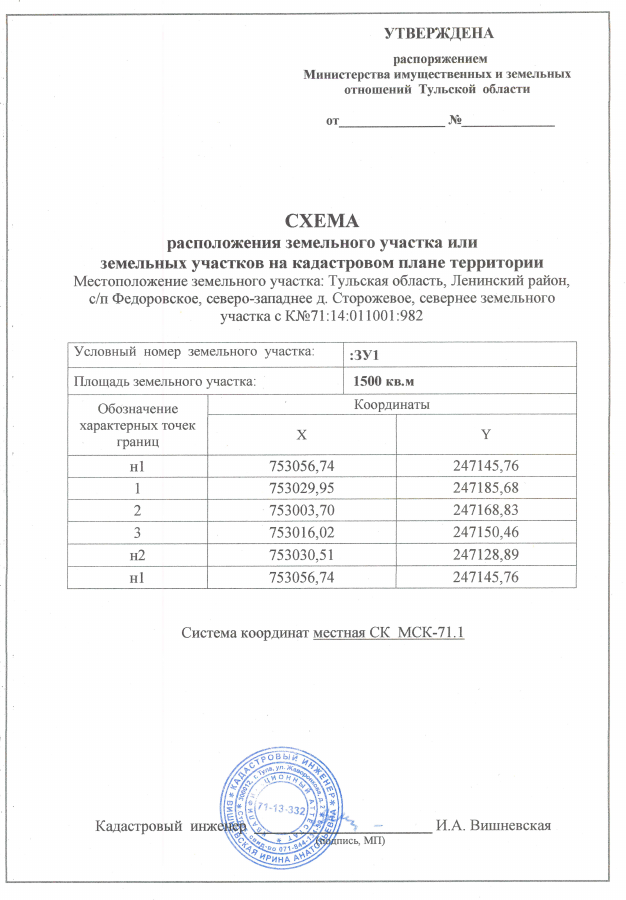 УТВЕРЖДЕНА
распоряжением
Министерства имущественных и земельных
отношений Тульской области
от_______________ №_____________
СХЕМА
расположения земельного участка или
земельных участков на кадастровом плане территории
Местоположение земельного участка: Тульская область, Ленинский район,
с/п Федоровское, северо-западнее д. Сторожевое, севернее земельного
участка с К№71:14:011001:982
Условный номер земельного участка: :ЗУ1
Площадь земельного участка: 1500 кв.м
Обозначение
характерных точек
границ
Координаты
X Y
н1 753056,74 247145,76
1 753029,95 247185,68
2 753003,70 247168,83
3 753016,02 247150,46
н2 753030,51 247128,89
н1 753056,74 247145,76
Система координат местная СК МСК-71.1
КАДАСТРОВЫЙ ИНЖЕНЕР
г. Тула, ул.
71-13-332
ИРИНА АНАТОЛЬЕВНА
Кадастровый инженер ______________________ И.А. Вишневская
(подпись, МП)